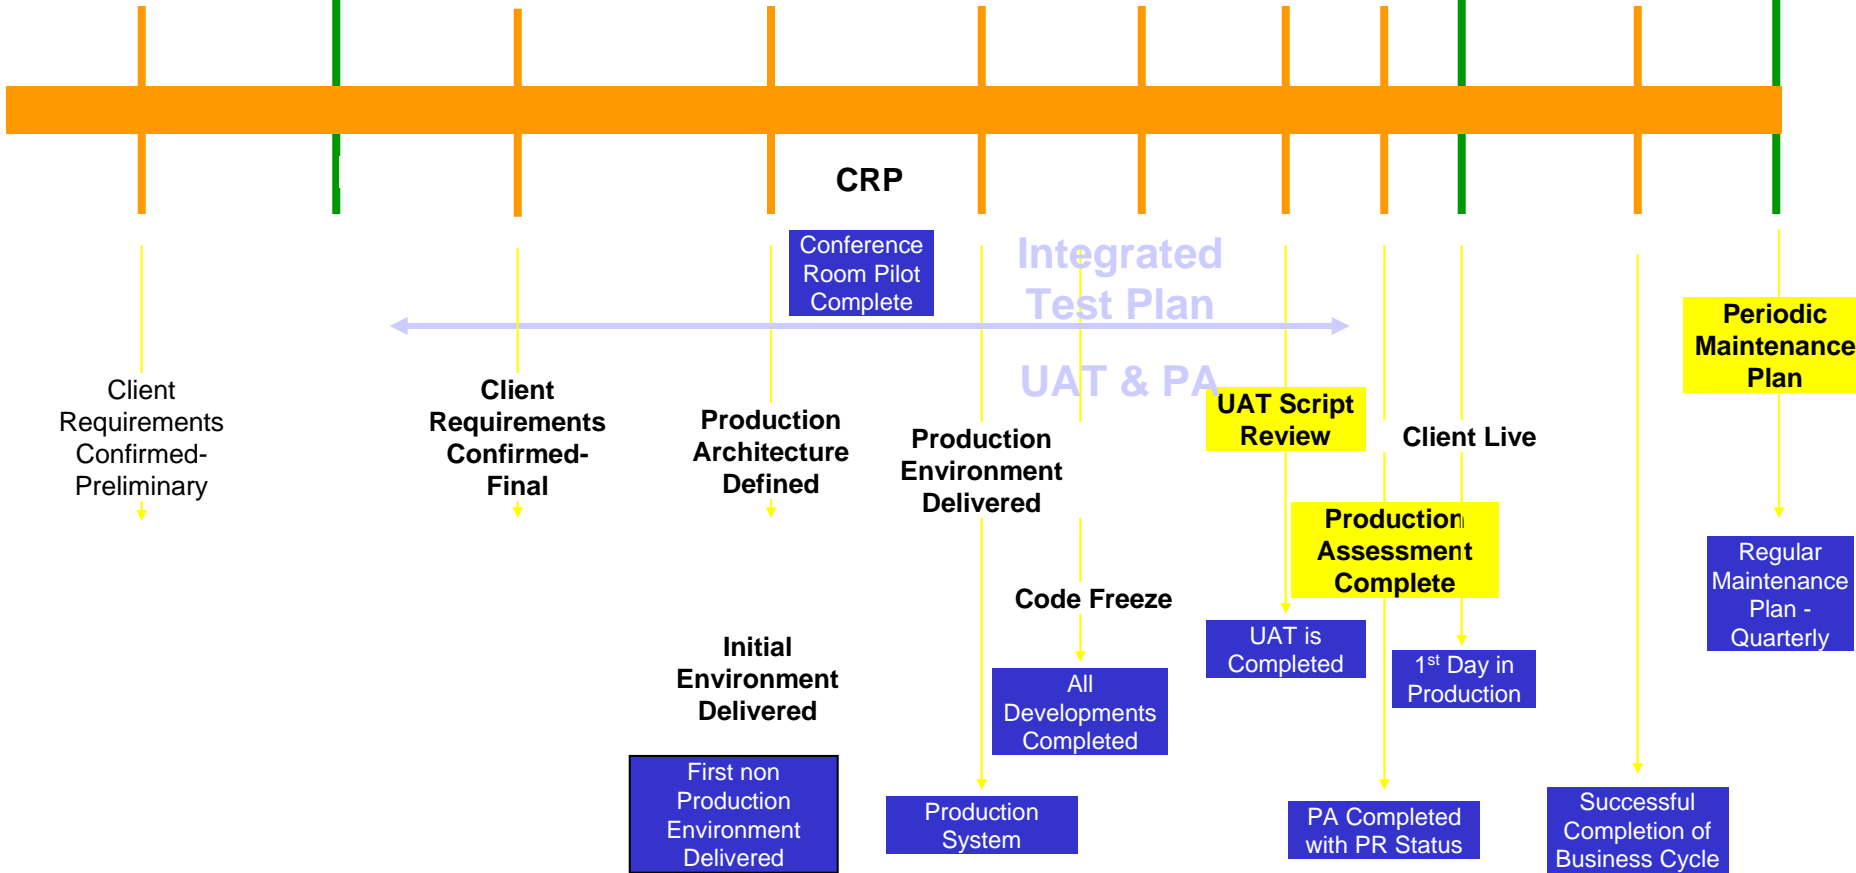 CRP
Conference
Room Pilot
Complete
Integrated
Test Plan
UAT & PA
Client
Requirements
Confirmed-
Preliminary
Client
Requirements
Confirmed-
Final
Production
Architecture
Defined
Production
Environment
Delivered
UAT Script
Review
Client Live
Periodic
Maintenance
Plan
Production
Assessment
Complete
Regular
Maintenance
Plan -
Quarterly
Code Freeze
Initial
Environment
Delivered
UAT is
Completed
1st Day in
Production
All
Developments
Completed
First non
Production
Environment
Delivered
Production
System
PA Completed
with PR Status
Successful
Completion of
Business Cycle